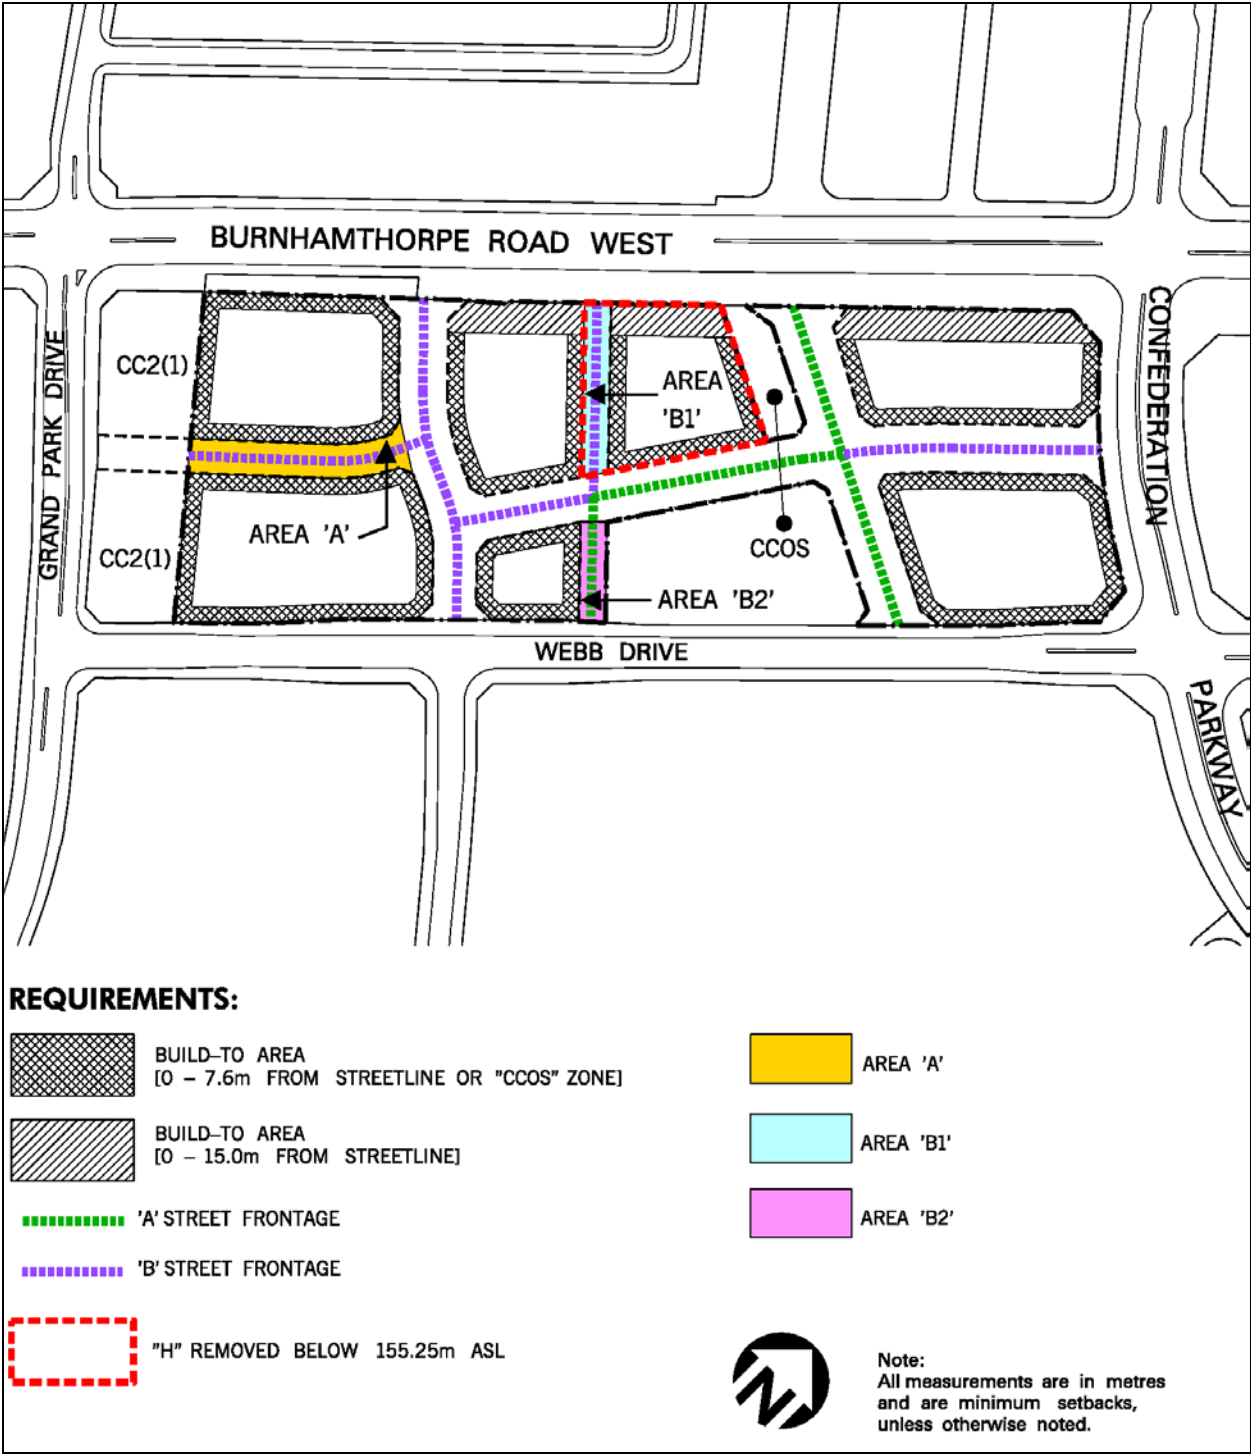 BURNHAMTHORPE ROAD WEST
GRAND PARK DRIVE
CONFEDERATION
PARKWAY
CC2(1)
AREA
'B1'
AREA 'A'
CC2(1)
CCOS
AREA 'B2'
WEBB DRIVE
REQUIREMENTS:
BUILD–TO AREA
[0 – 7.6m FROM STREETLINE OR "CCOS" ZONE]
BUILD–TO AREA
[0 – 15.0m FROM STREETLINE]
'A' STREET FRONTAGE
'B' STREET FRONTAGE
"H" REMOVED BELOW 155.25m ASL
AREA 'A'
AREA 'B1'
AREA 'B2'
N
Note:
All measurements are in metres
and are minimum setbacks,
unless otherwise noted.